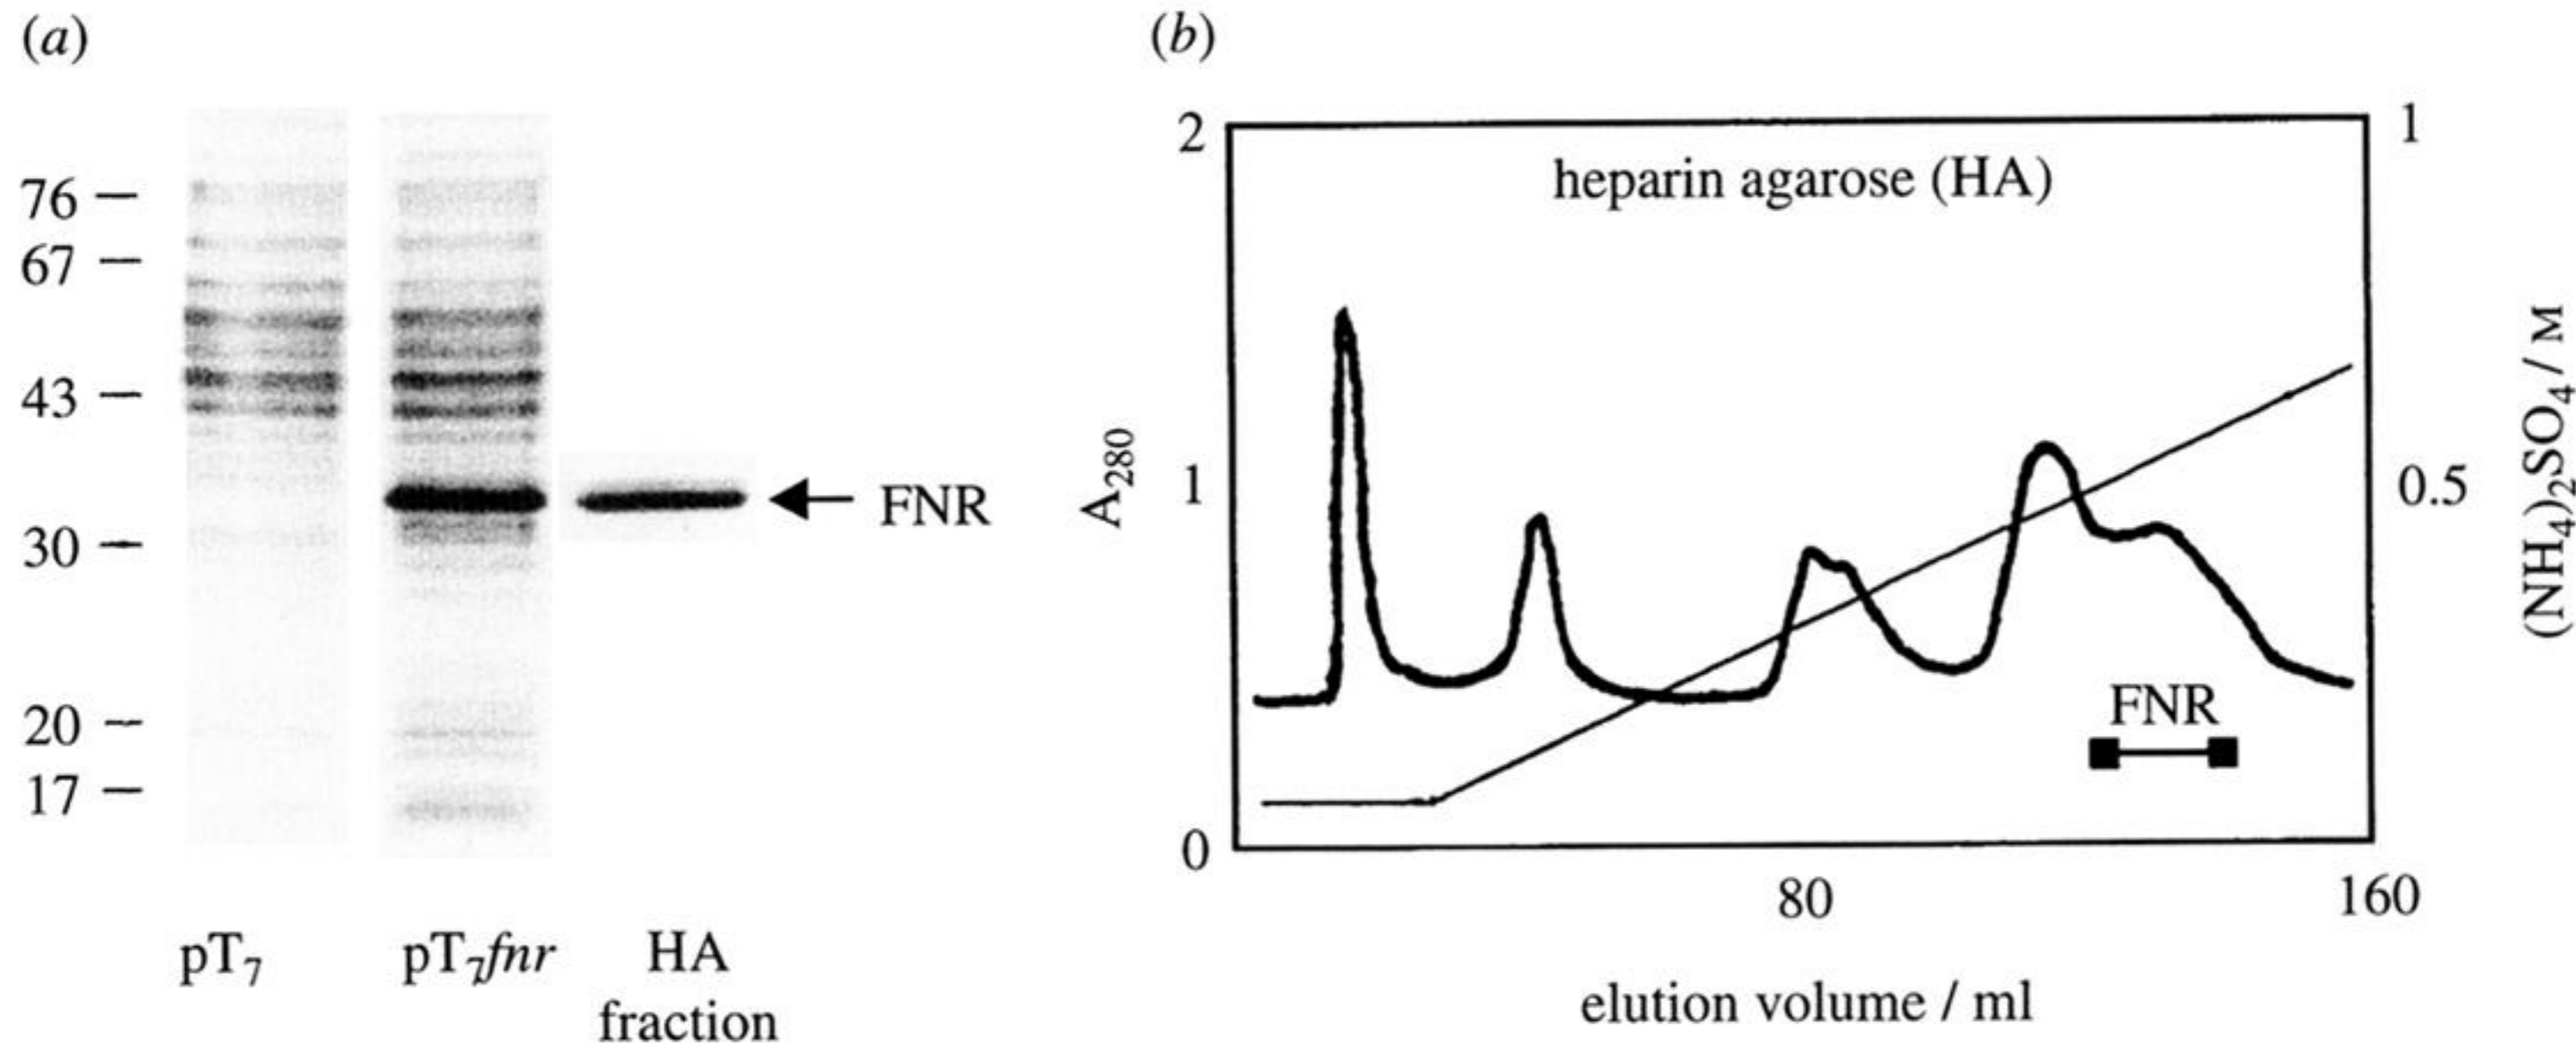 (a)
76
67
43
30
20
17
FNR
pT7
pT7fnr
HA
fraction
(b)
2
1
0
A280
heparin agarose (HA)
FNR
1
0.5
(NH4)2SO4 / M
80
160
elution volume / ml